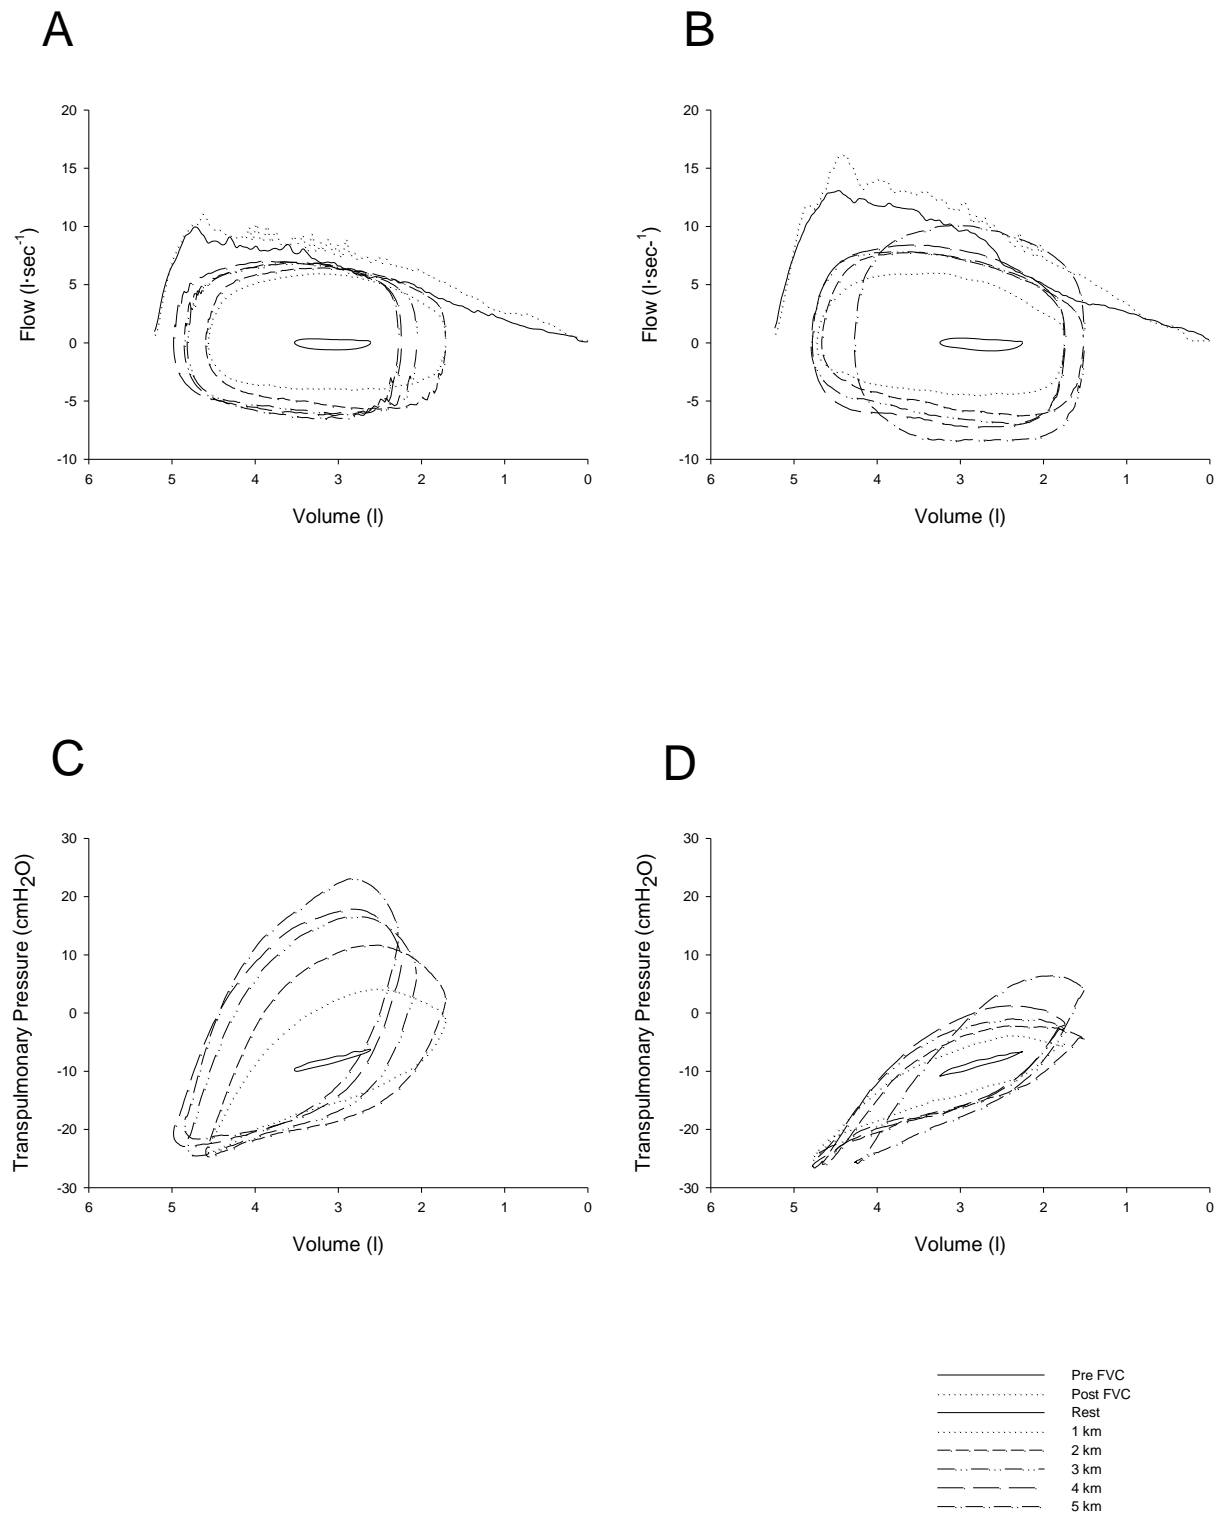 A
B
20
15
10
5
0
-5
-10
Flow (l·sec-1)
6 5 4 3 2 1 0
Volume (l)
20
15
10
5
0
-5
-10
Flow (l·sec-1)
6 5 4 3 2 1 0
Volume (l)
C
D
30
20
10
0
-10
-20
-30
Transpulmonary Pressure (cmH2O)
6 5 4 3 2 1 0
Volume (l)
30
20
10
0
-10
-20
-30
Transpulmonary Pressure (cmH2O)
6 5 4 3 2 1 0
Volume (l)
Pre FVC
Post FVC
Rest
1 km
2 km
3 km
4 km
5 km